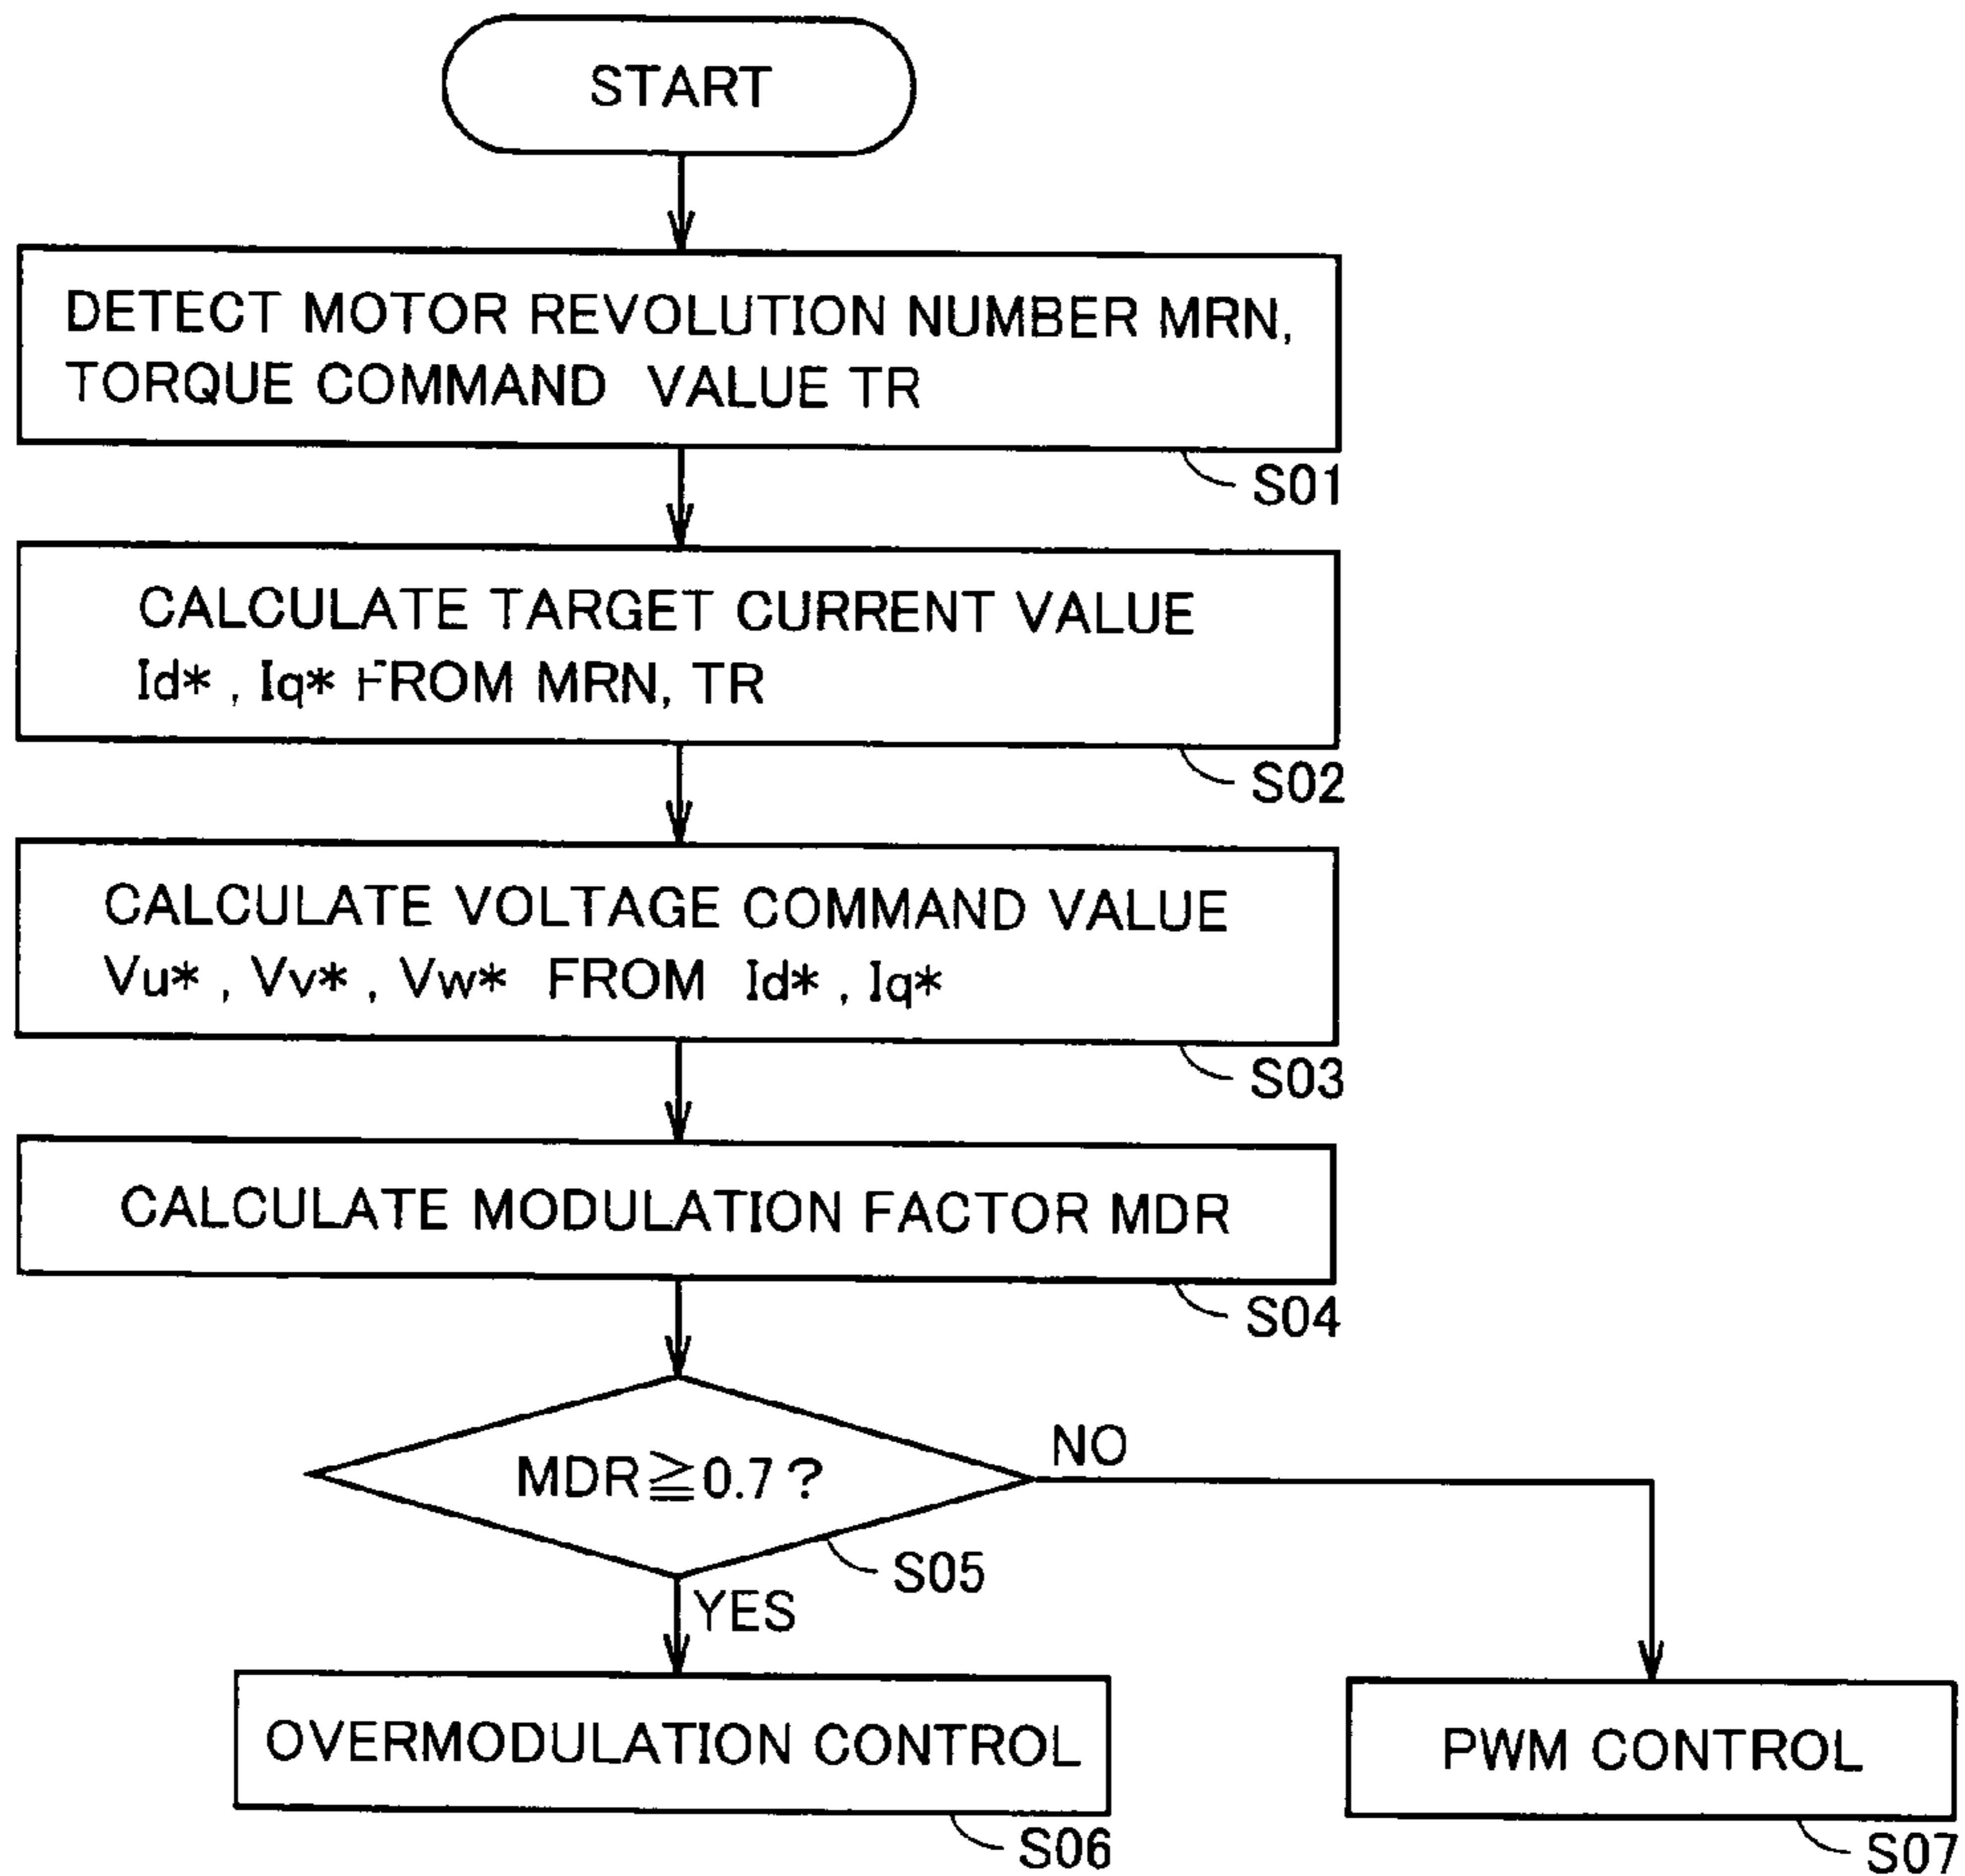 START
DETECT MOTOR REVOLUTION NUMBER MRN,
TORQUE COMMAND VALUE TR
S01
CALCULATE TARGET CURRENT VALUE
Id*, Iq* FROM MRN, TR
S02
CALCULATE VOLTAGE COMMAND VALUE
Vu*, Vv*, Vw* FROM Id*, Iq*
S03
CALCULATE MODULATION FACTOR MDR
S04
MDR≧0.7?
NO
S05
YES
OVERMODULATION CONTROL
S06
PWM CONTROL
S07